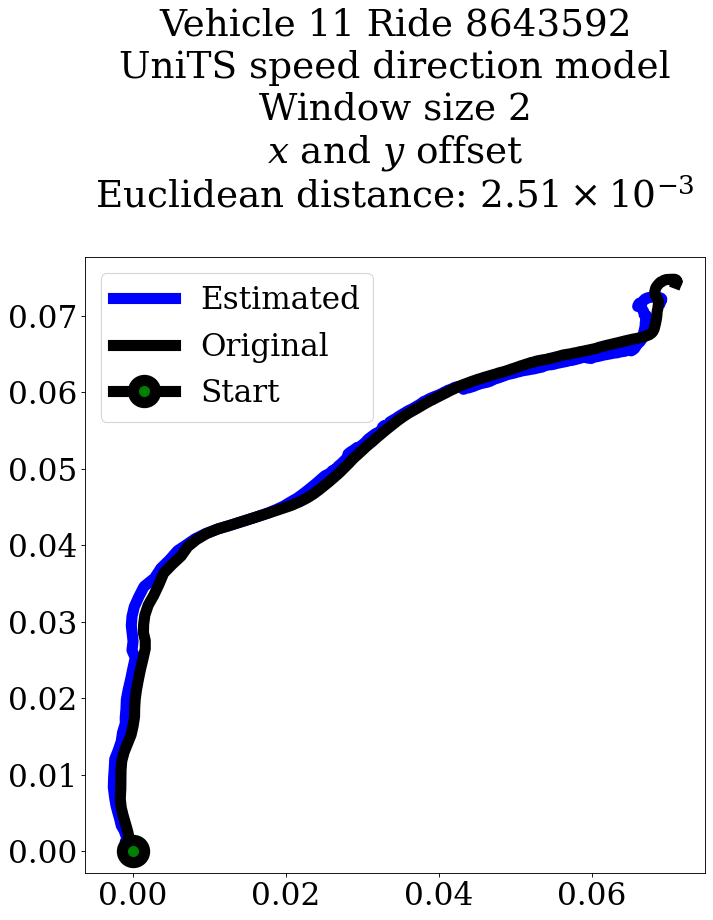 Vehicle 11 Ride 8643592
UniTS speed direction model
Window size 2
x and y offset
Euclidean distance: 2.51 × 10⁻³
Estimated
Original
Start
0.07
0.06
0.05
0.04
0.03
0.02
0.01
0.00
0.00 0.02 0.04 0.06